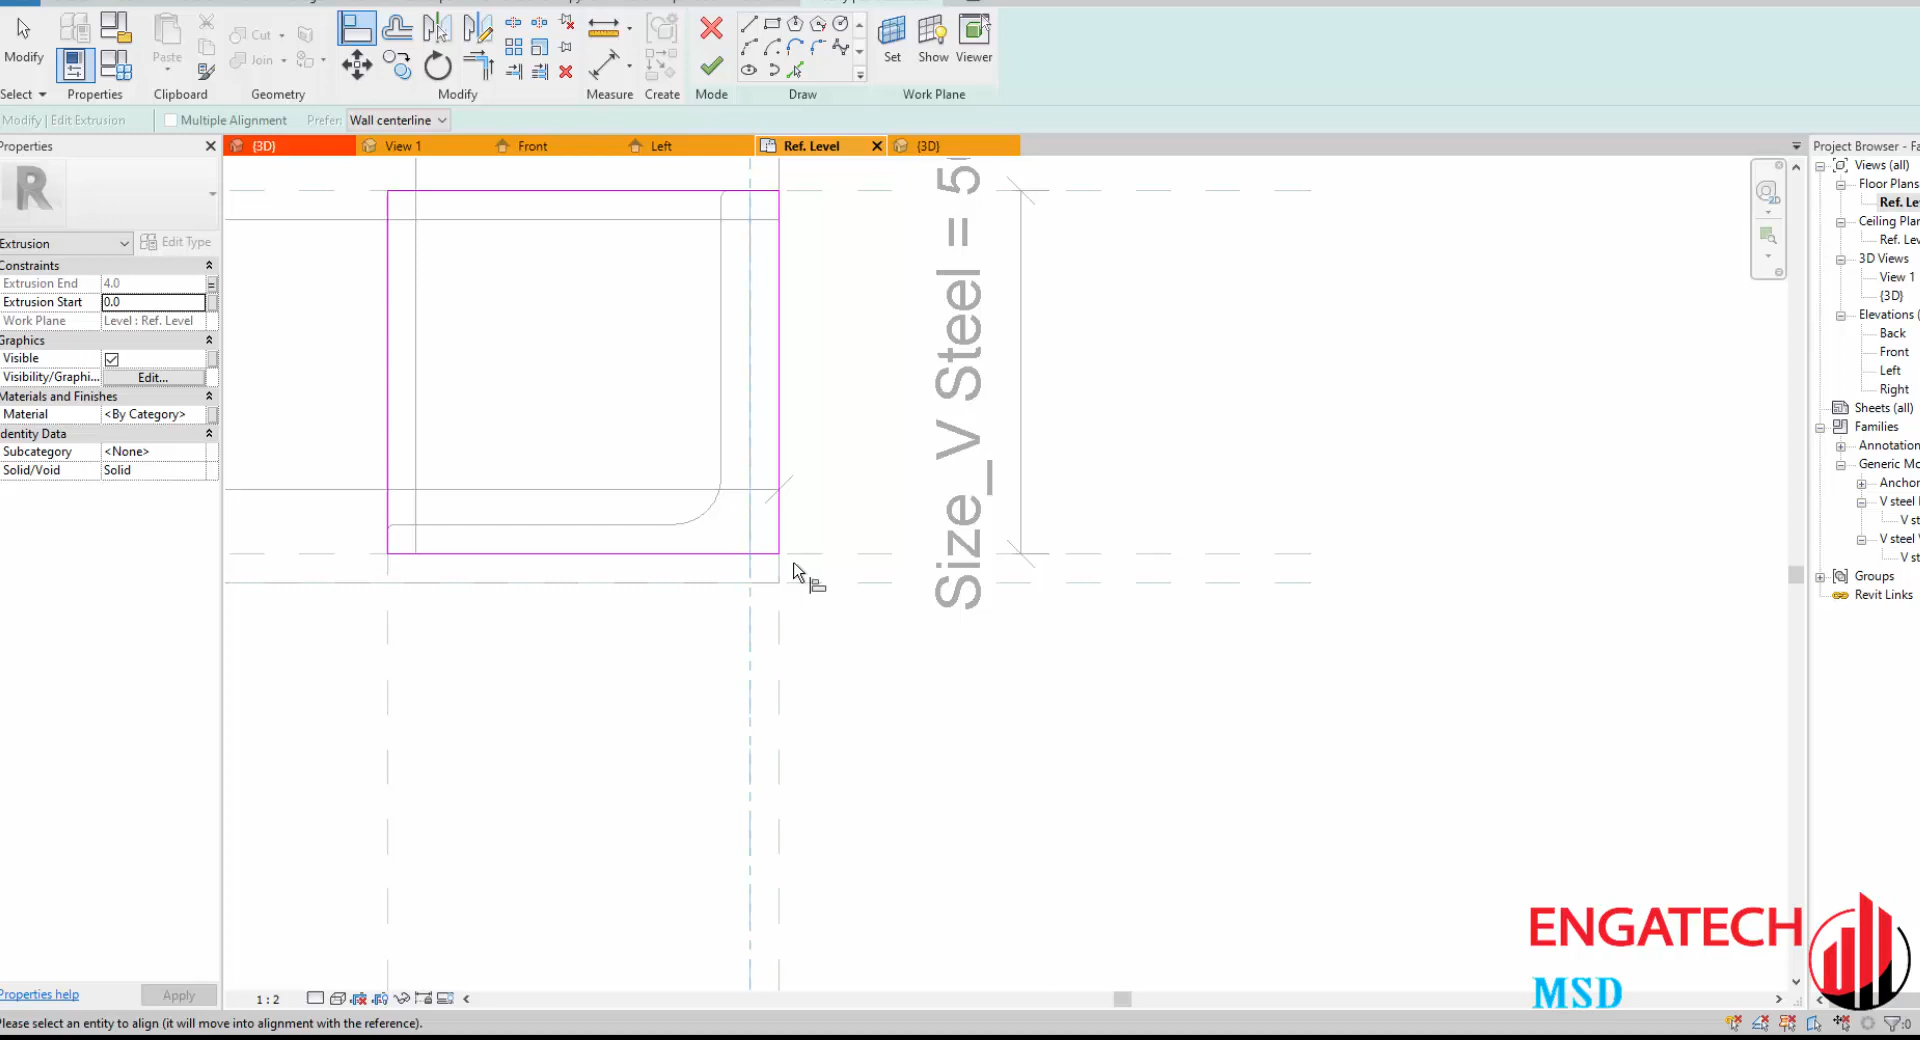 Modify
Select
Properties
Paste
Clipboard
Cut
Join
Geometry
Modify
Measure
Create
Mode
Draw
Set
Show
Viewer
Work Plane
Modify | Edit Extrusion
Multiple Alignment
Prefer:
Wall centerline
Properties
{3D}
View 1
Front
Left
Ref. Level
{3D}
Project Browser - Fa
R
Extrusion
Edit Type
Constraints
Extrusion End 4.0
Extrusion Start 0.0
Work Plane Level : Ref. Level
Graphics
Visible
Visibility/Graphi... Edit...
Materials and Finishes
Material <By Category>
Identity Data
Subcategory <None>
Solid/Void Solid
Size_V Steel = 5
2D
Views (all)
Floor Plans
Ref. Le
Ceiling Plar
Ref. Lev
3D Views
View 1
{3D}
Elevations (
Back
Front
Left
Right
Sheets (all)
Families
Annotation
Generic Mo
Anchor
V steel
V st
V steel
V st
Groups
Revit Links
Properties help
Apply
1 : 2
ENGATECH
MSD
Please select an entity to align (it will move into alignment with the reference).
:0